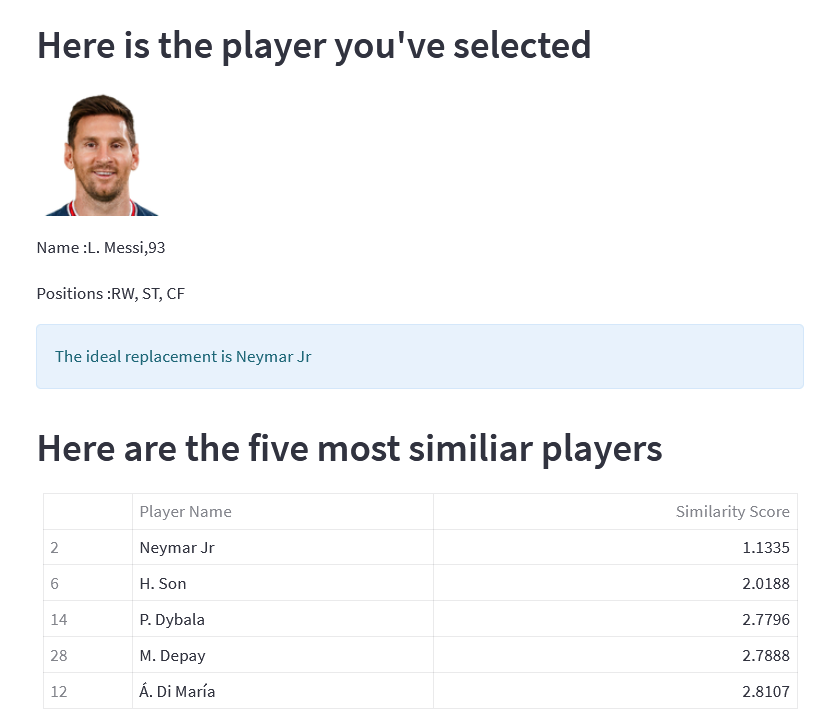 Here is the player you've selected
Name :L. Messi,93
Positions :RW, ST, CF
The ideal replacement is Neymar Jr
Here are the five most similiar players
Player Name Similarity Score
2 Neymar Jr 1.1335
6 H. Son 2.0188
14 P. Dybala 2.7796
28 M. Depay 2.7888
12 Á. Di María 2.8107